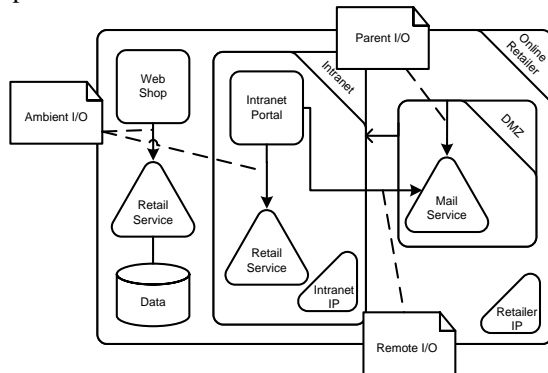 Parent I/O
Online
Retailer
Web
Shop
Intranet
Ambient I/O
Intranet
Portal
DMZ
Retail
Service
Mail
Service
Retail
Service
Data
Intranet
IP
Retailer
IP
Remote I/O